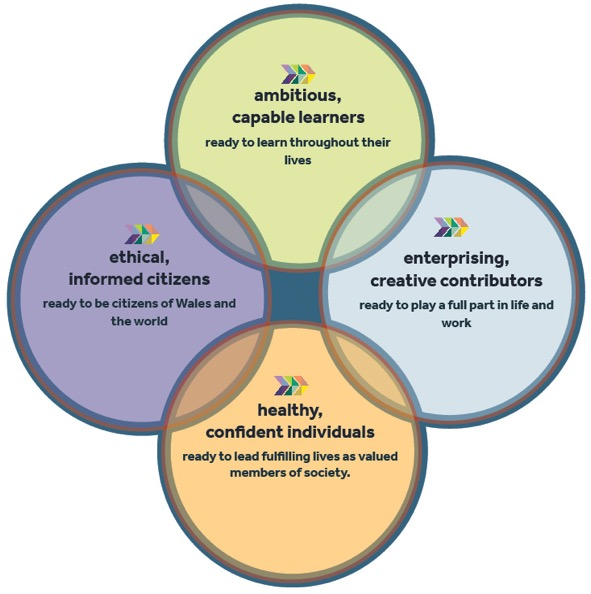 ambitious,
capable learners
ready to learn throughout their
lives
ethical,
informed citizens
ready to be citizens of Wales and
the world
enterprising,
creative contributors
ready to play a full part in life and
work
healthy,
confident individuals
ready to lead fulfilling lives as valued
members of society.